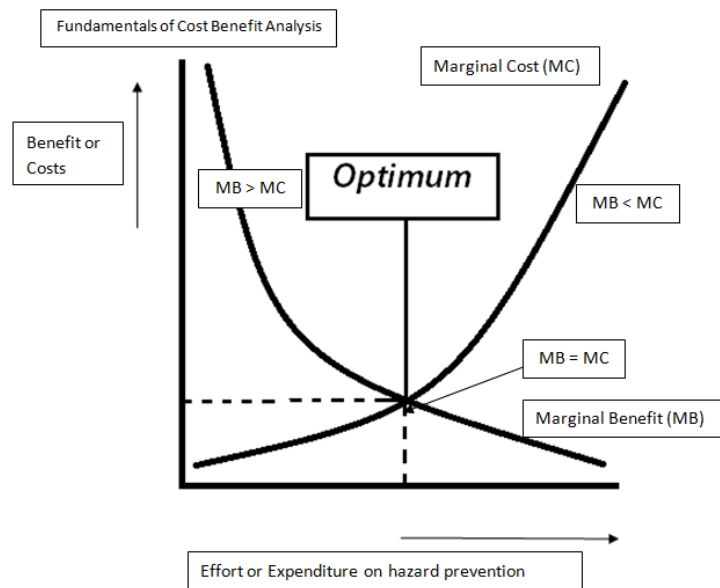 Fundamentals of Cost Benefit Analysis
Marginal Cost (MC)
Benefit or
Costs
MB > MC
Optimum
MB < MC
MB = MC
Marginal Benefit (MB)
Effort or Expenditure on hazard prevention